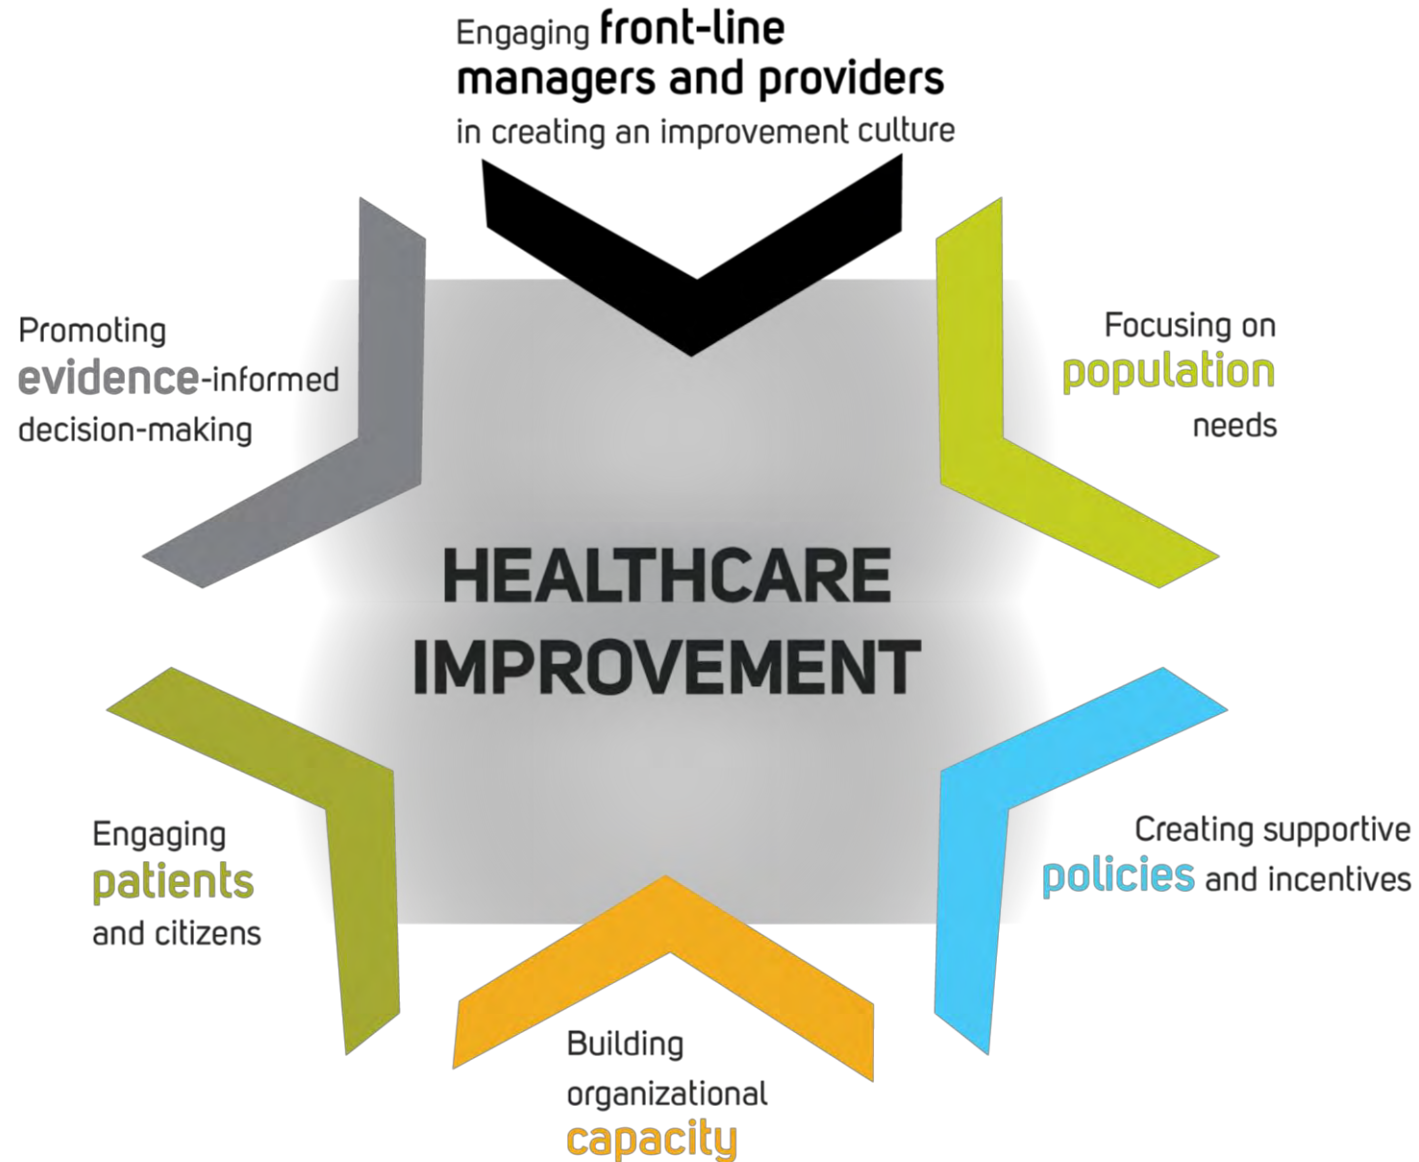 Engaging front-line
managers and providers
in creating an improvement culture
Promoting
evidence-informed
decision-making
Focusing on
population
needs
HEALTHCARE
IMPROVEMENT
Engaging
patients
and citizens
Creating supportive
policies and incentives
Building
organizational
capacity